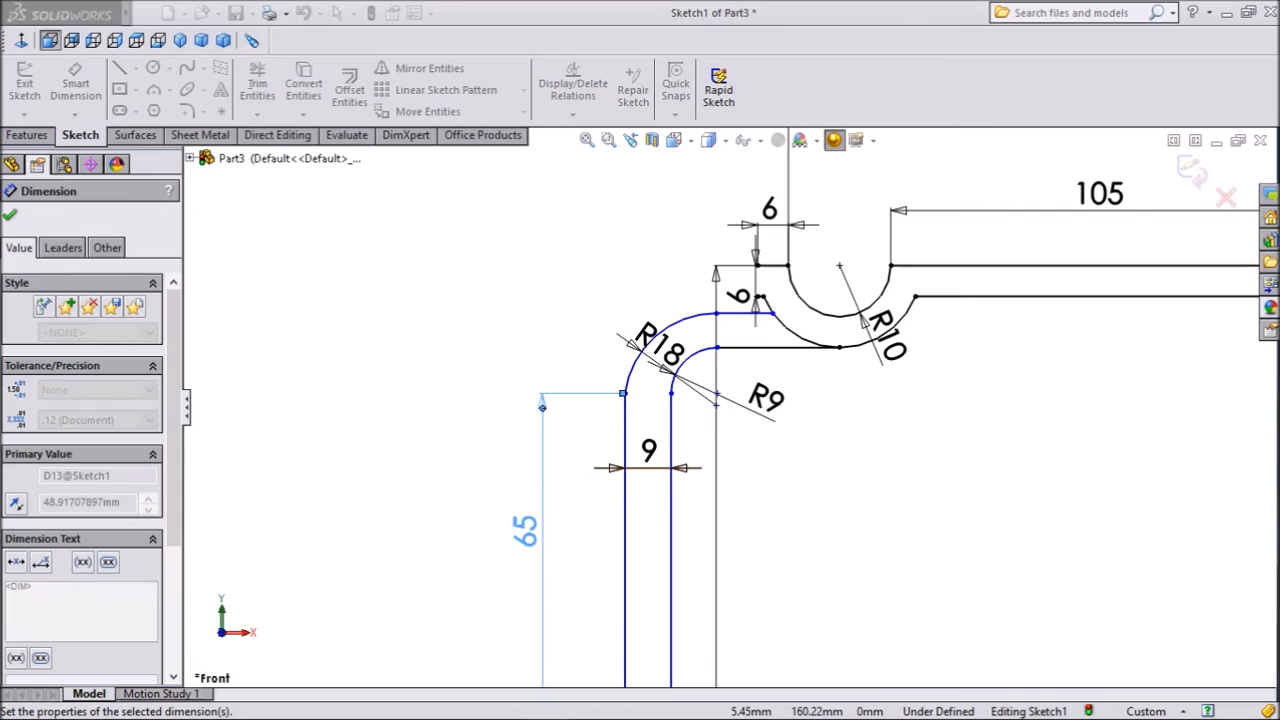 SOLIDWORKS
Sketch1 of Part3 *
Search files and models
Exit Sketch
Smart Dimension
Trim Entities
Convert Entities
Offset Entities
Mirror Entities
Linear Sketch Pattern
Move Entities
Display/Delete Relations
Repair Sketch
Quick Snaps
Rapid Sketch
Features
Sketch
Surfaces
Sheet Metal
Direct Editing
Evaluate
DimXpert
Office Products
Part3 (Default<<Default>_...
Dimension
?
Value
Leaders
Other
Style
<NONE>
Tolerance/Precision
None
.12 (Document)
Primary Value
D13@Sketch1
48.91707897mm
Dimension Text
<DIM>
6
105
6
R18
R10
R9
9
65
Y
X
*Front
Model
Motion Study 1
Set the properties of the selected dimension(s).
5.45mm
160.22mm
0mm
Under Defined
Editing Sketch1
Custom